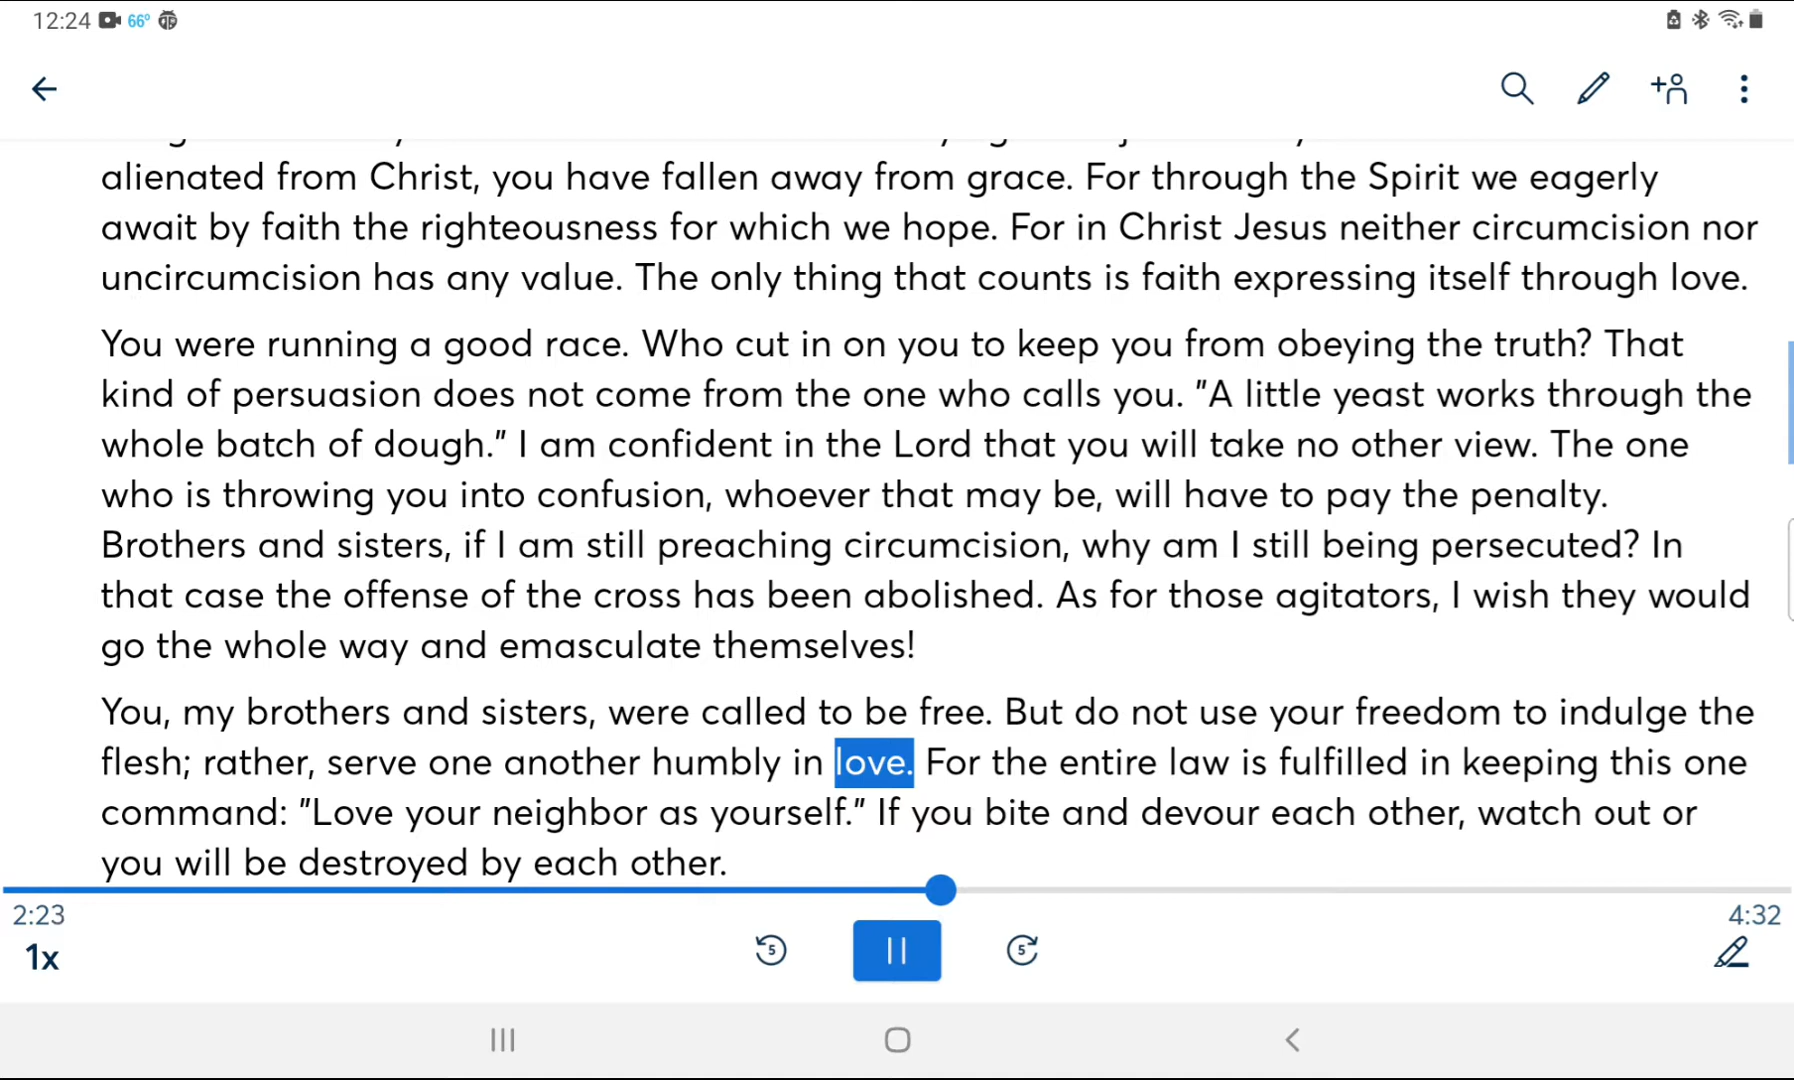 12:24 66°
alienated from Christ, you have fallen away from grace. For through the Spirit we eagerly
await by faith the righteousness for which we hope. For in Christ Jesus neither circumcision nor
uncircumcision has any value. The only thing that counts is faith expressing itself through love.
You were running a good race. Who cut in on you to keep you from obeying the truth? That
kind of persuasion does not come from the one who calls you. "A little yeast works through the
whole batch of dough." I am confident in the Lord that you will take no other view. The one
who is throwing you into confusion, whoever that may be, will have to pay the penalty.
Brothers and sisters, if I am still preaching circumcision, why am I still being persecuted? In
that case the offense of the cross has been abolished. As for those agitators, I wish they would
go the whole way and emasculate themselves!
You, my brothers and sisters, were called to be free. But do not use your freedom to indulge the
flesh; rather, serve one another humbly in love. For the entire law is fulfilled in keeping this one
command: "Love your neighbor as yourself." If you bite and devour each other, watch out or
you will be destroyed by each other.
2:23 4:32
1x 5 5